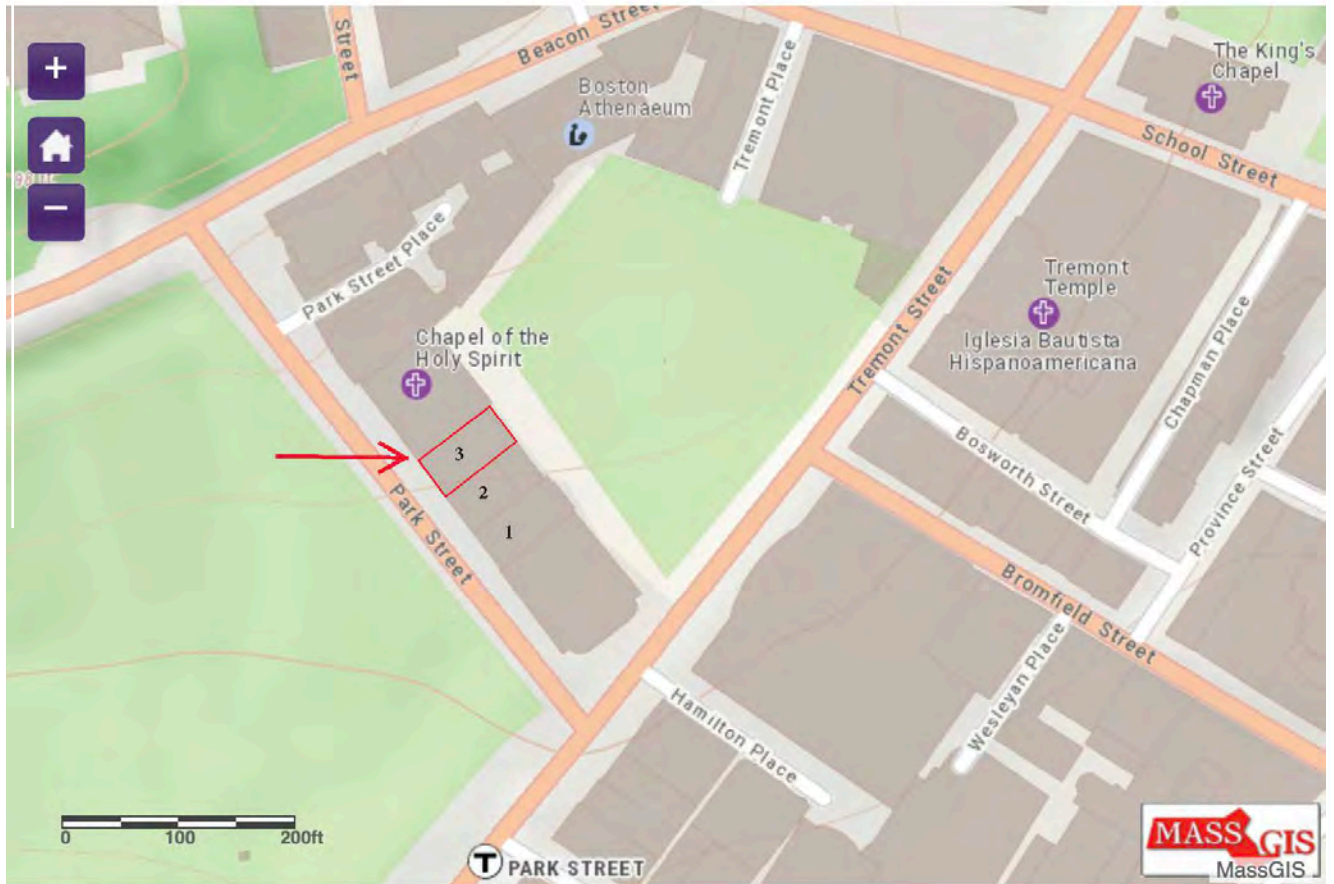 +
−
980ft
Street
Beacon Street
Boston
Athenaeum
Tremont Place
The King's
Chapel
School Street
Park Street Place
Tremont Street
Tremont
Temple
Iglesia Bautista
Hispanoamericana
Chapman Place
Chapel of the
Holy Spirit
3
2
1
Park Street
Bosworth Street
Province Street
Bromfield Street
Wesleyan Place
Hamilton Place
0 100 200ft
T PARK STREET
MASS GIS
MassGIS